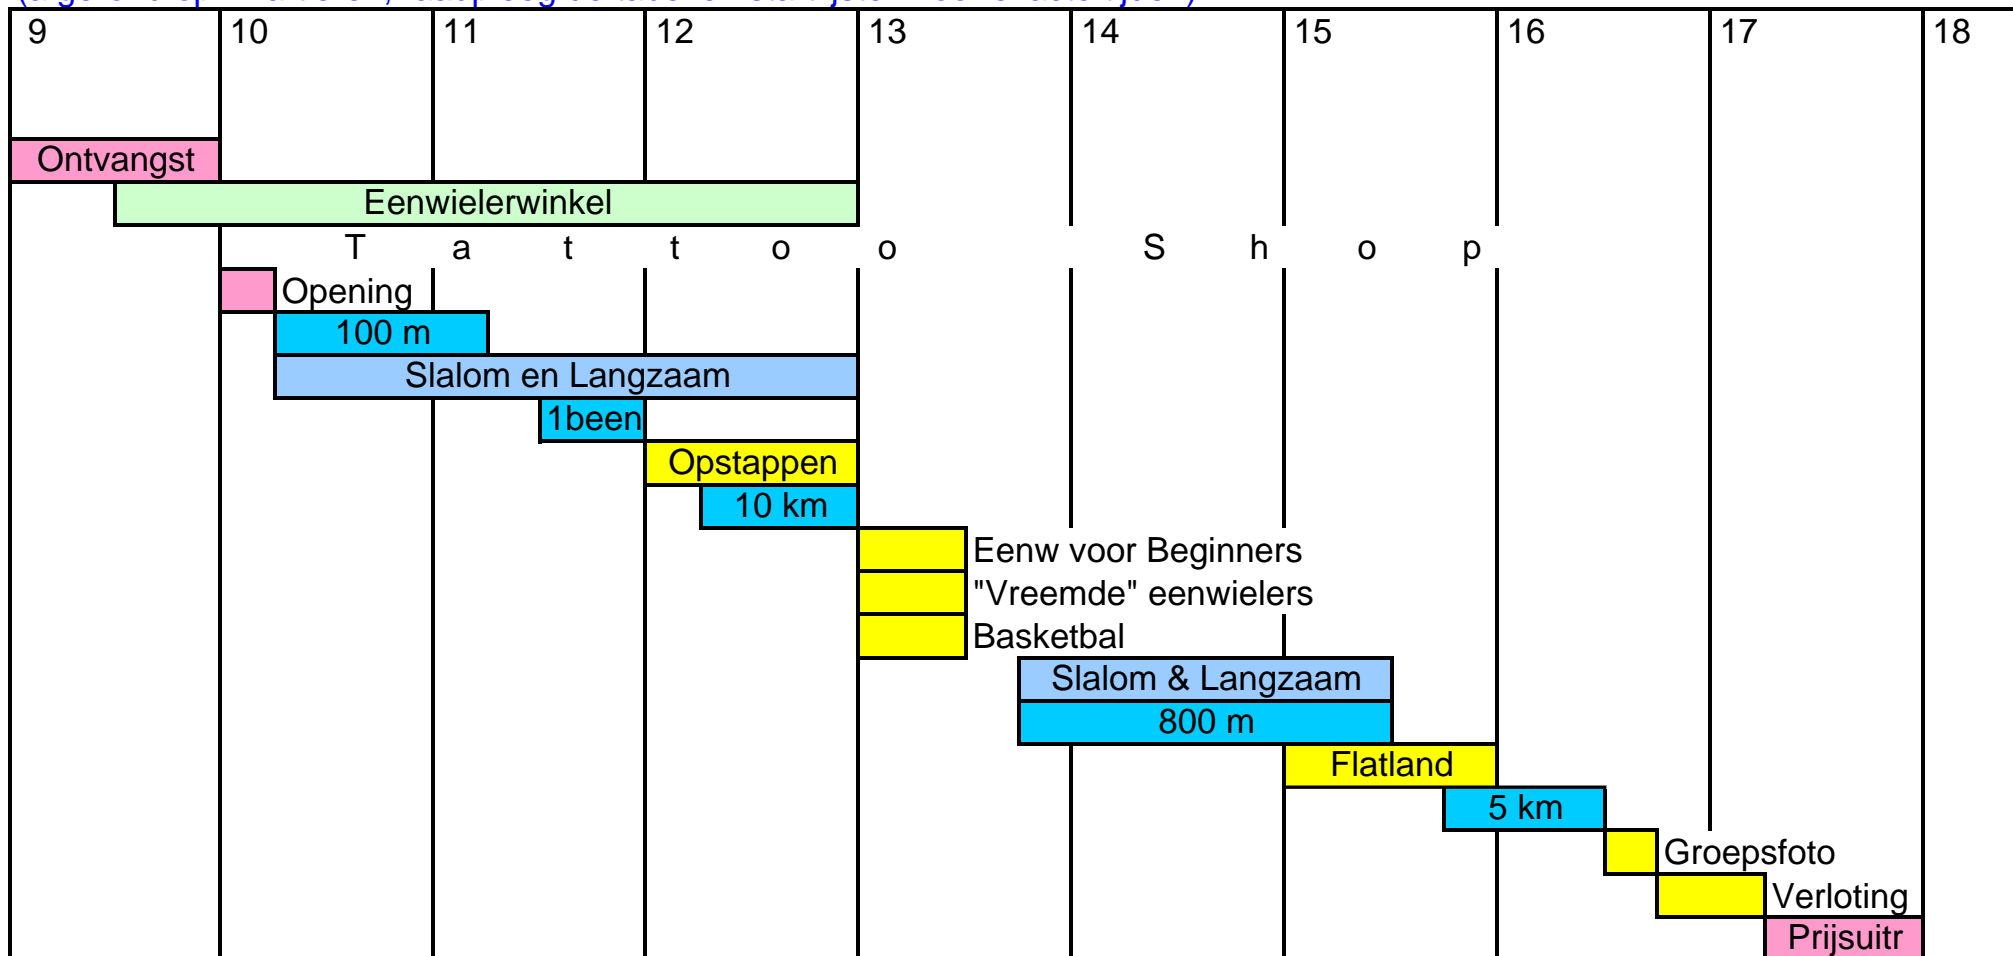 9 10 11 12 13 14 15 16 17 18
Ontvangst
Eenwielerwinkel
T a t t o o S h o p
Opening
100 m
Slalom en Langzaam
1been
Opstappen
10 km
Eenw voor Beginners
"Vreemde" eenwielers
Basketbal
Slalom & Langzaam
800 m
Flatland
5 km
Groepsfoto
Verloting
Prijsuitr